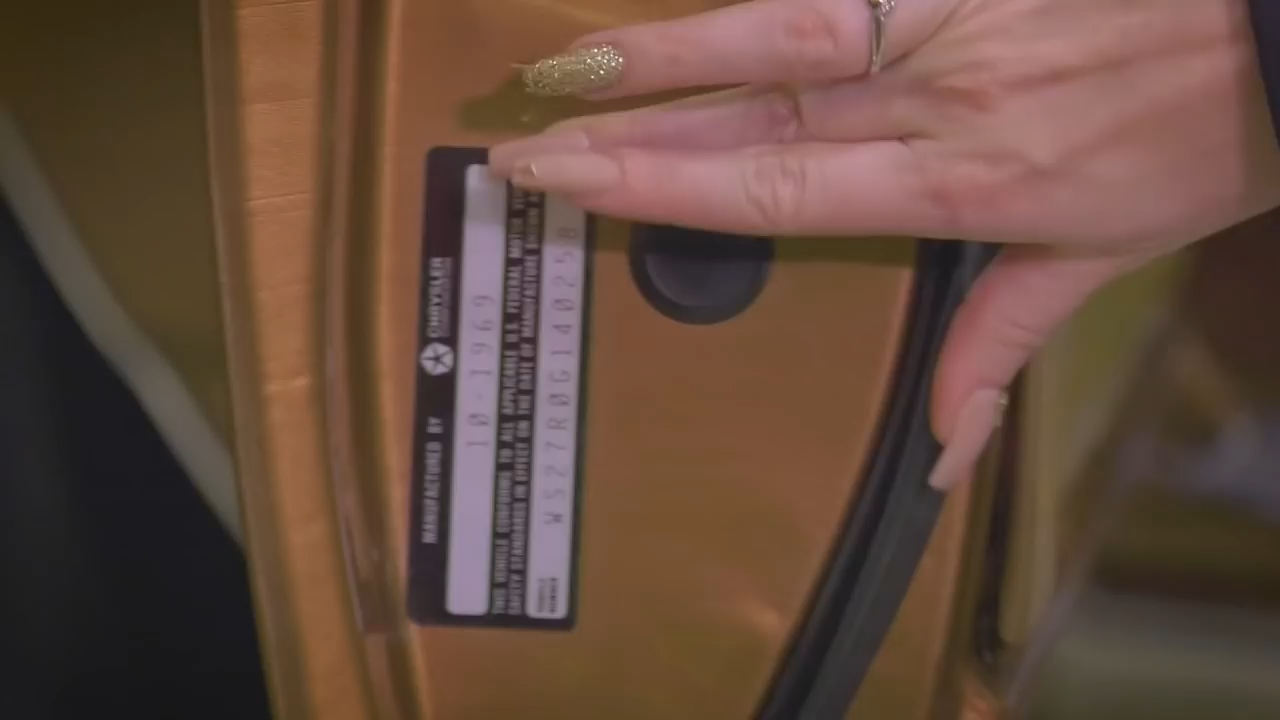 MANUFACTURED BY CHRYSLER
10-1969
THIS VEHICLE CONFORMS TO ALL APPLICABLE U.S. FEDERAL MOTOR
SAFETY STANDARDS IN EFFECT ON THE DATE OF MANUFACTURE SHOWN
WS27R0G140258